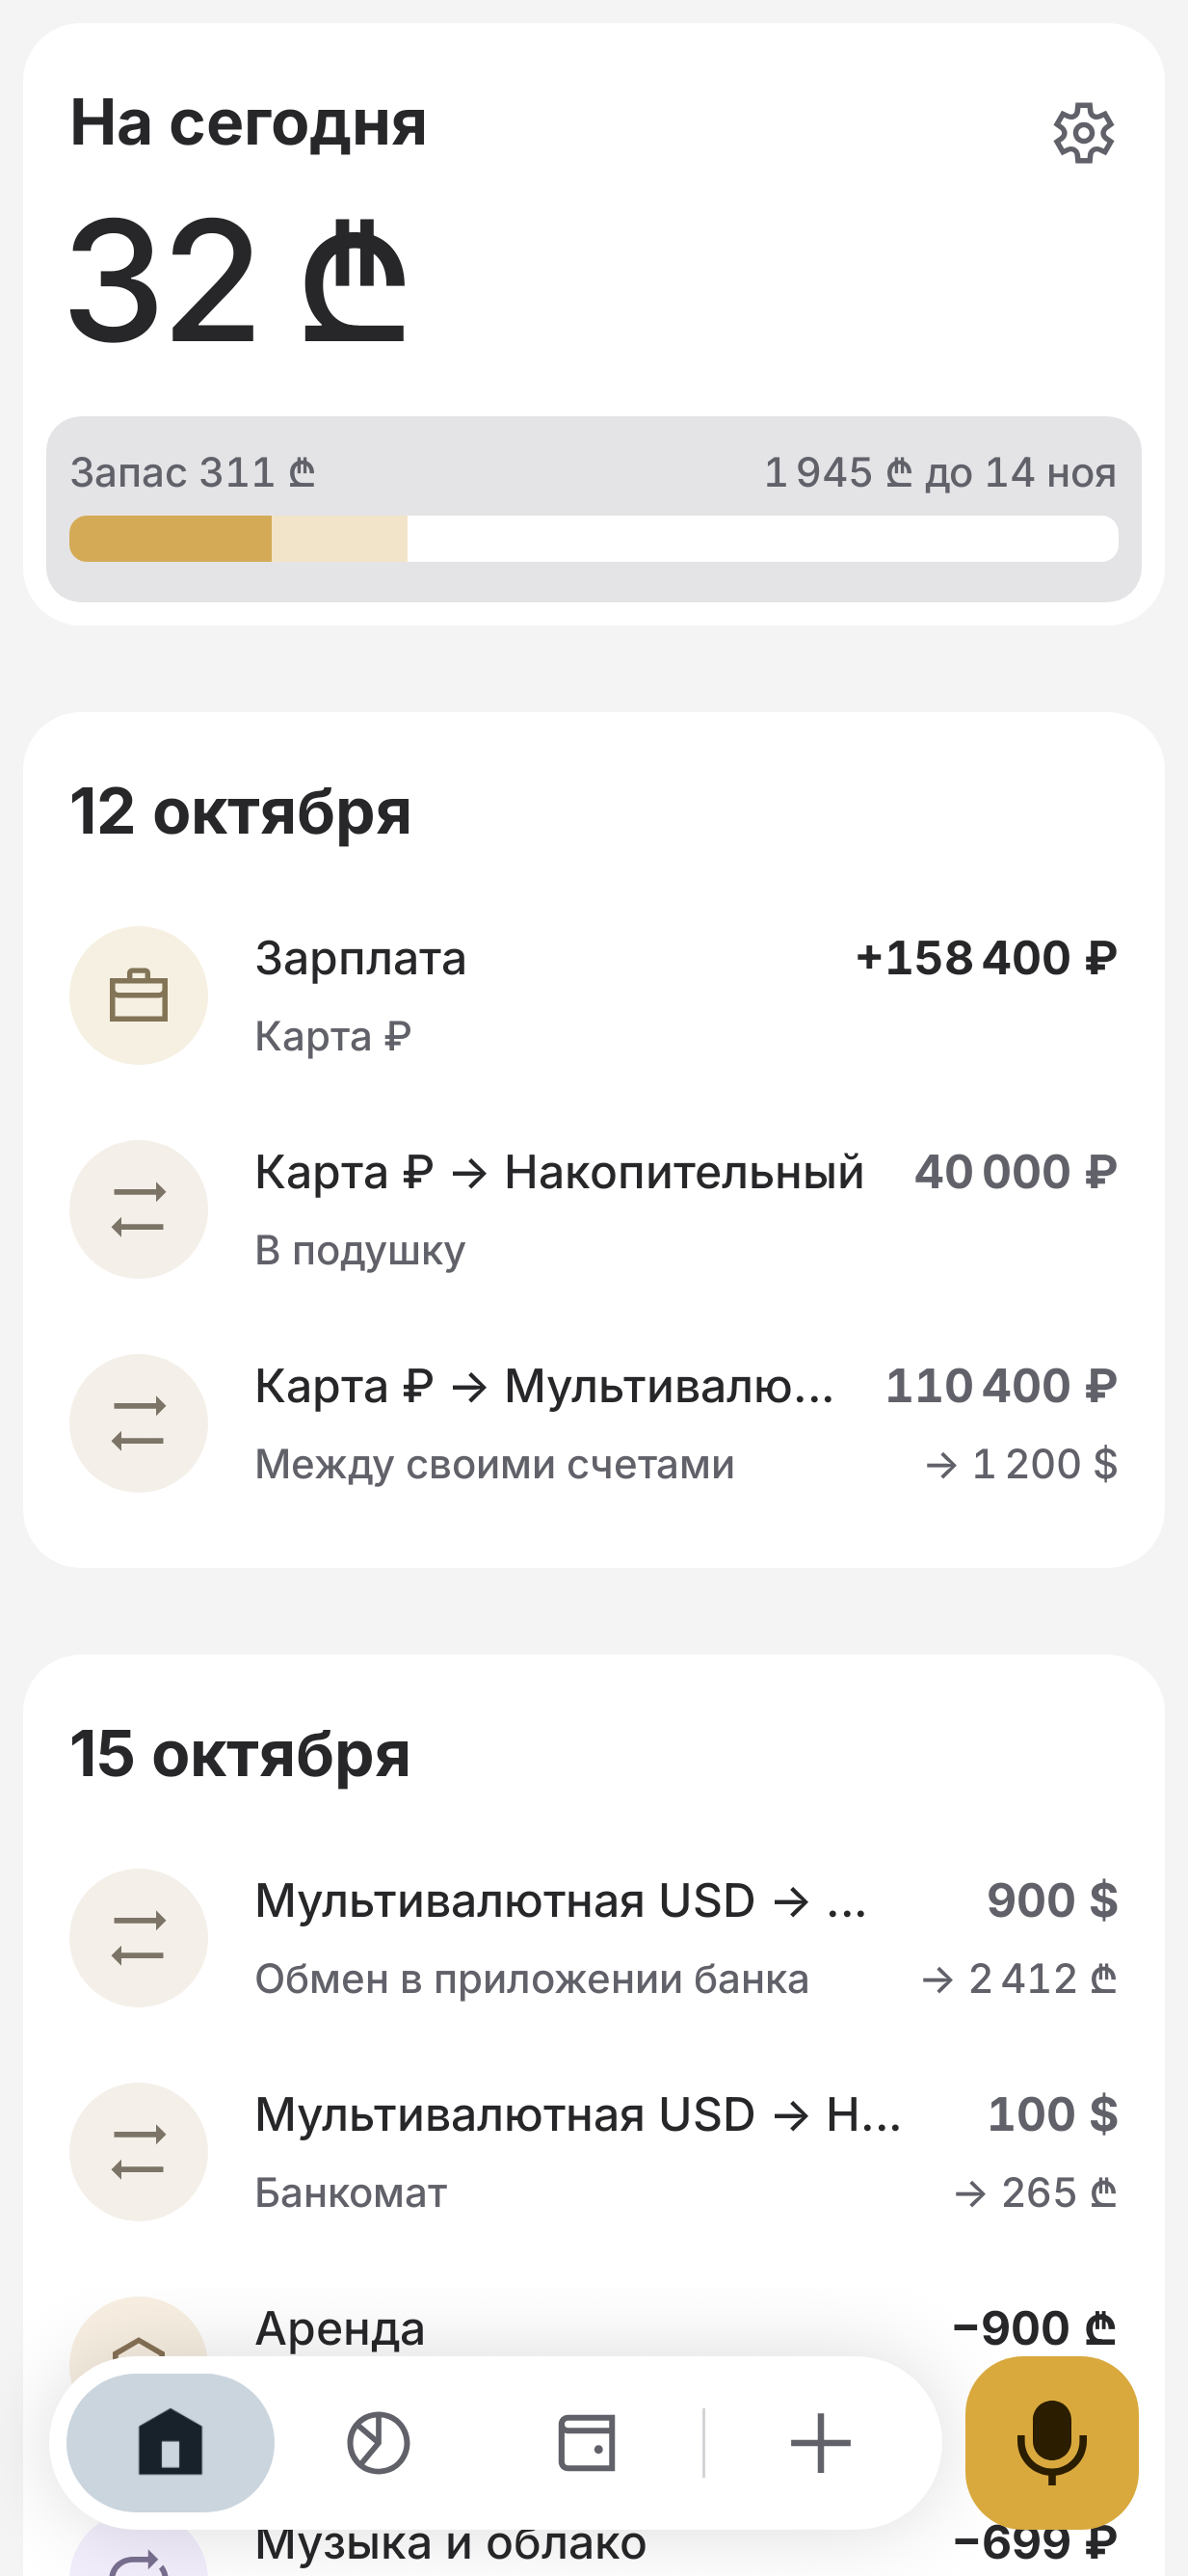 На сегодня
32 ₾
Запас 311 ₾
1 945 ₾ до 14 ноя
12 октября
Зарплата
+158 400 ₽
Карта ₽
Карта ₽ → Накопительный
40 000 ₽
В подушку
Карта ₽ → Мультивалю...
110 400 ₽
Между своими счетами
→ 1 200 $
15 октября
Мультивалютная USD → ...
900 $
Обмен в приложении банка
→ 2 412 ₾
Мультивалютная USD → Н...
100 $
Банкомат
→ 265 ₾
Аренда
−900 ₾
Музыка и облако
−699 ₽